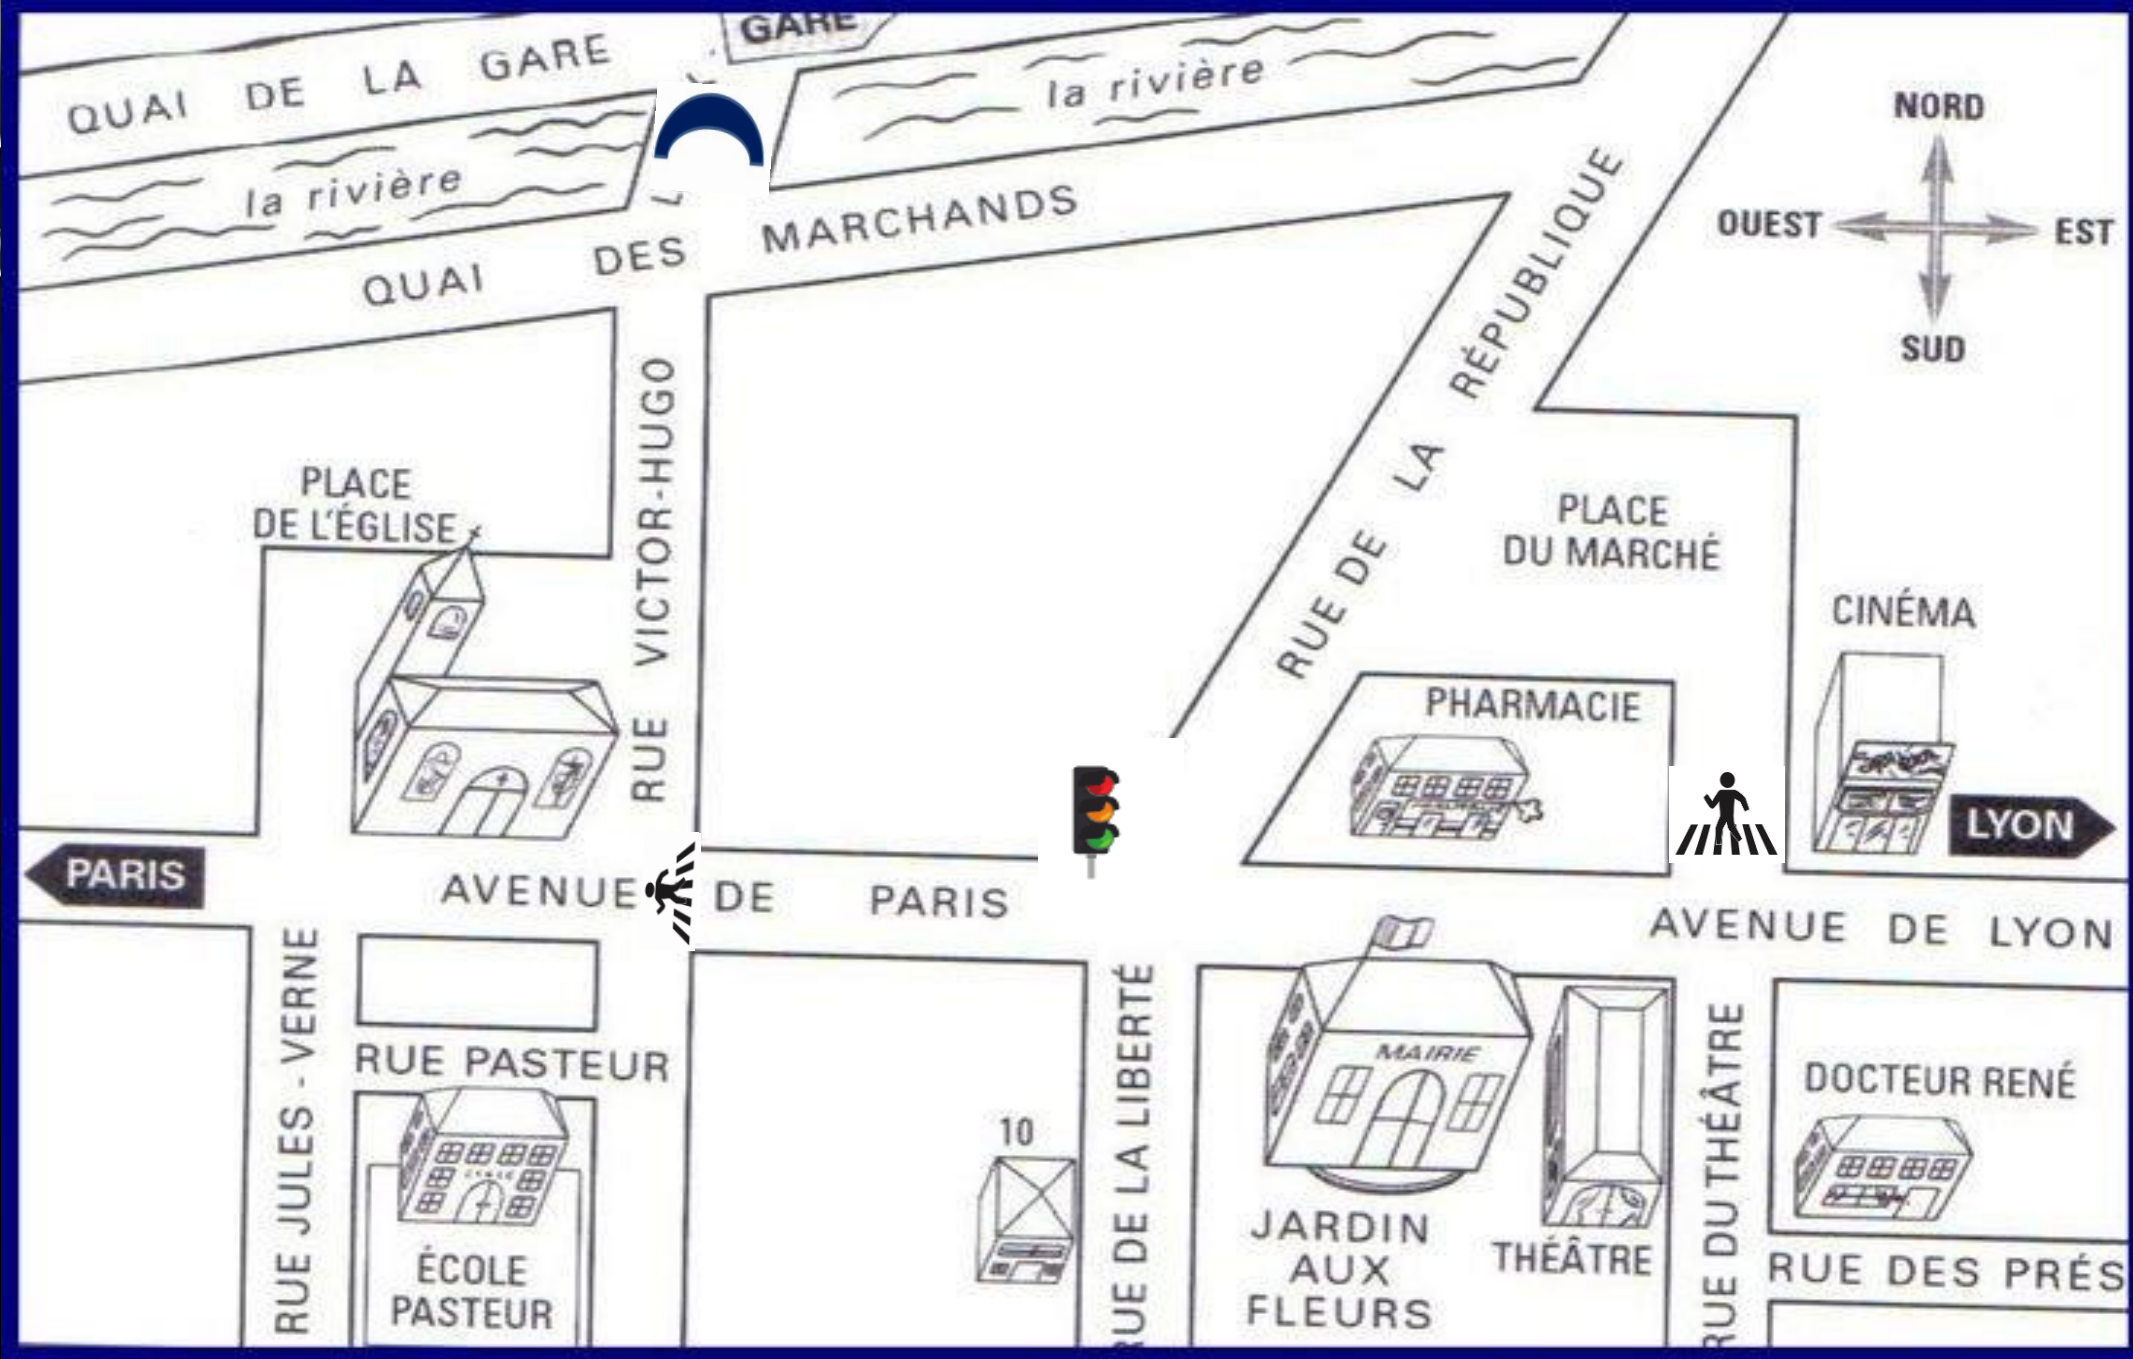 GARE
QUAI DE LA GARE
la rivière
la rivière
QUAI DES MARCHANDS
NORD
OUEST
EST
SUD
RUE DE LA RÉPUBLIQUE
RUE VICTOR-HUGO
PLACE
DE L'ÉGLISE
PLACE
DU MARCHÉ
CINÉMA
PHARMACIE
LYON
PARIS
AVENUE DE PARIS
AVENUE DE LYON
RUE JULES - VERNE
RUE PASTEUR
ÉCOLE
PASTEUR
10
RUE DE LA LIBERTÉ
MAIRIE
JARDIN
AUX
FLEURS
THÉÂTRE
RUE DU THÉÂTRE
DOCTEUR RENÉ
RUE DES PRÉS